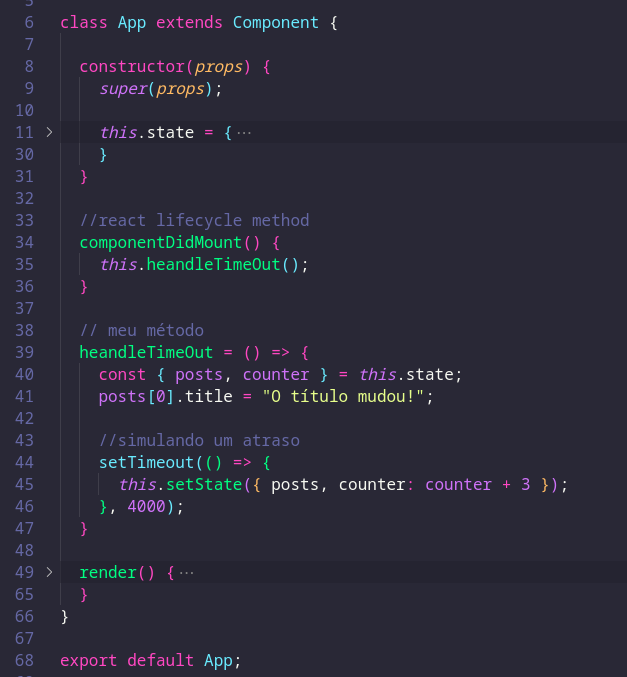 6 class App extends Component {
7
8 constructor(props) {
9 super(props);
10
11 this.state = {···
30 }
31 }
32
33 //react lifecycle method
34 componentDidMount() {
35 this.heandleTimeOut();
36 }
37
38 // meu método
39 heandleTimeOut = () => {
40 const { posts, counter } = this.state;
41 posts[0].title = "O título mudou!";
42
43 //simulando um atraso
44 setTimeout(() => {
45 this.setState({ posts, counter: counter + 3 });
46 }, 4000);
47 }
48
49 render() {···
65 }
66 }
67
68 export default App;